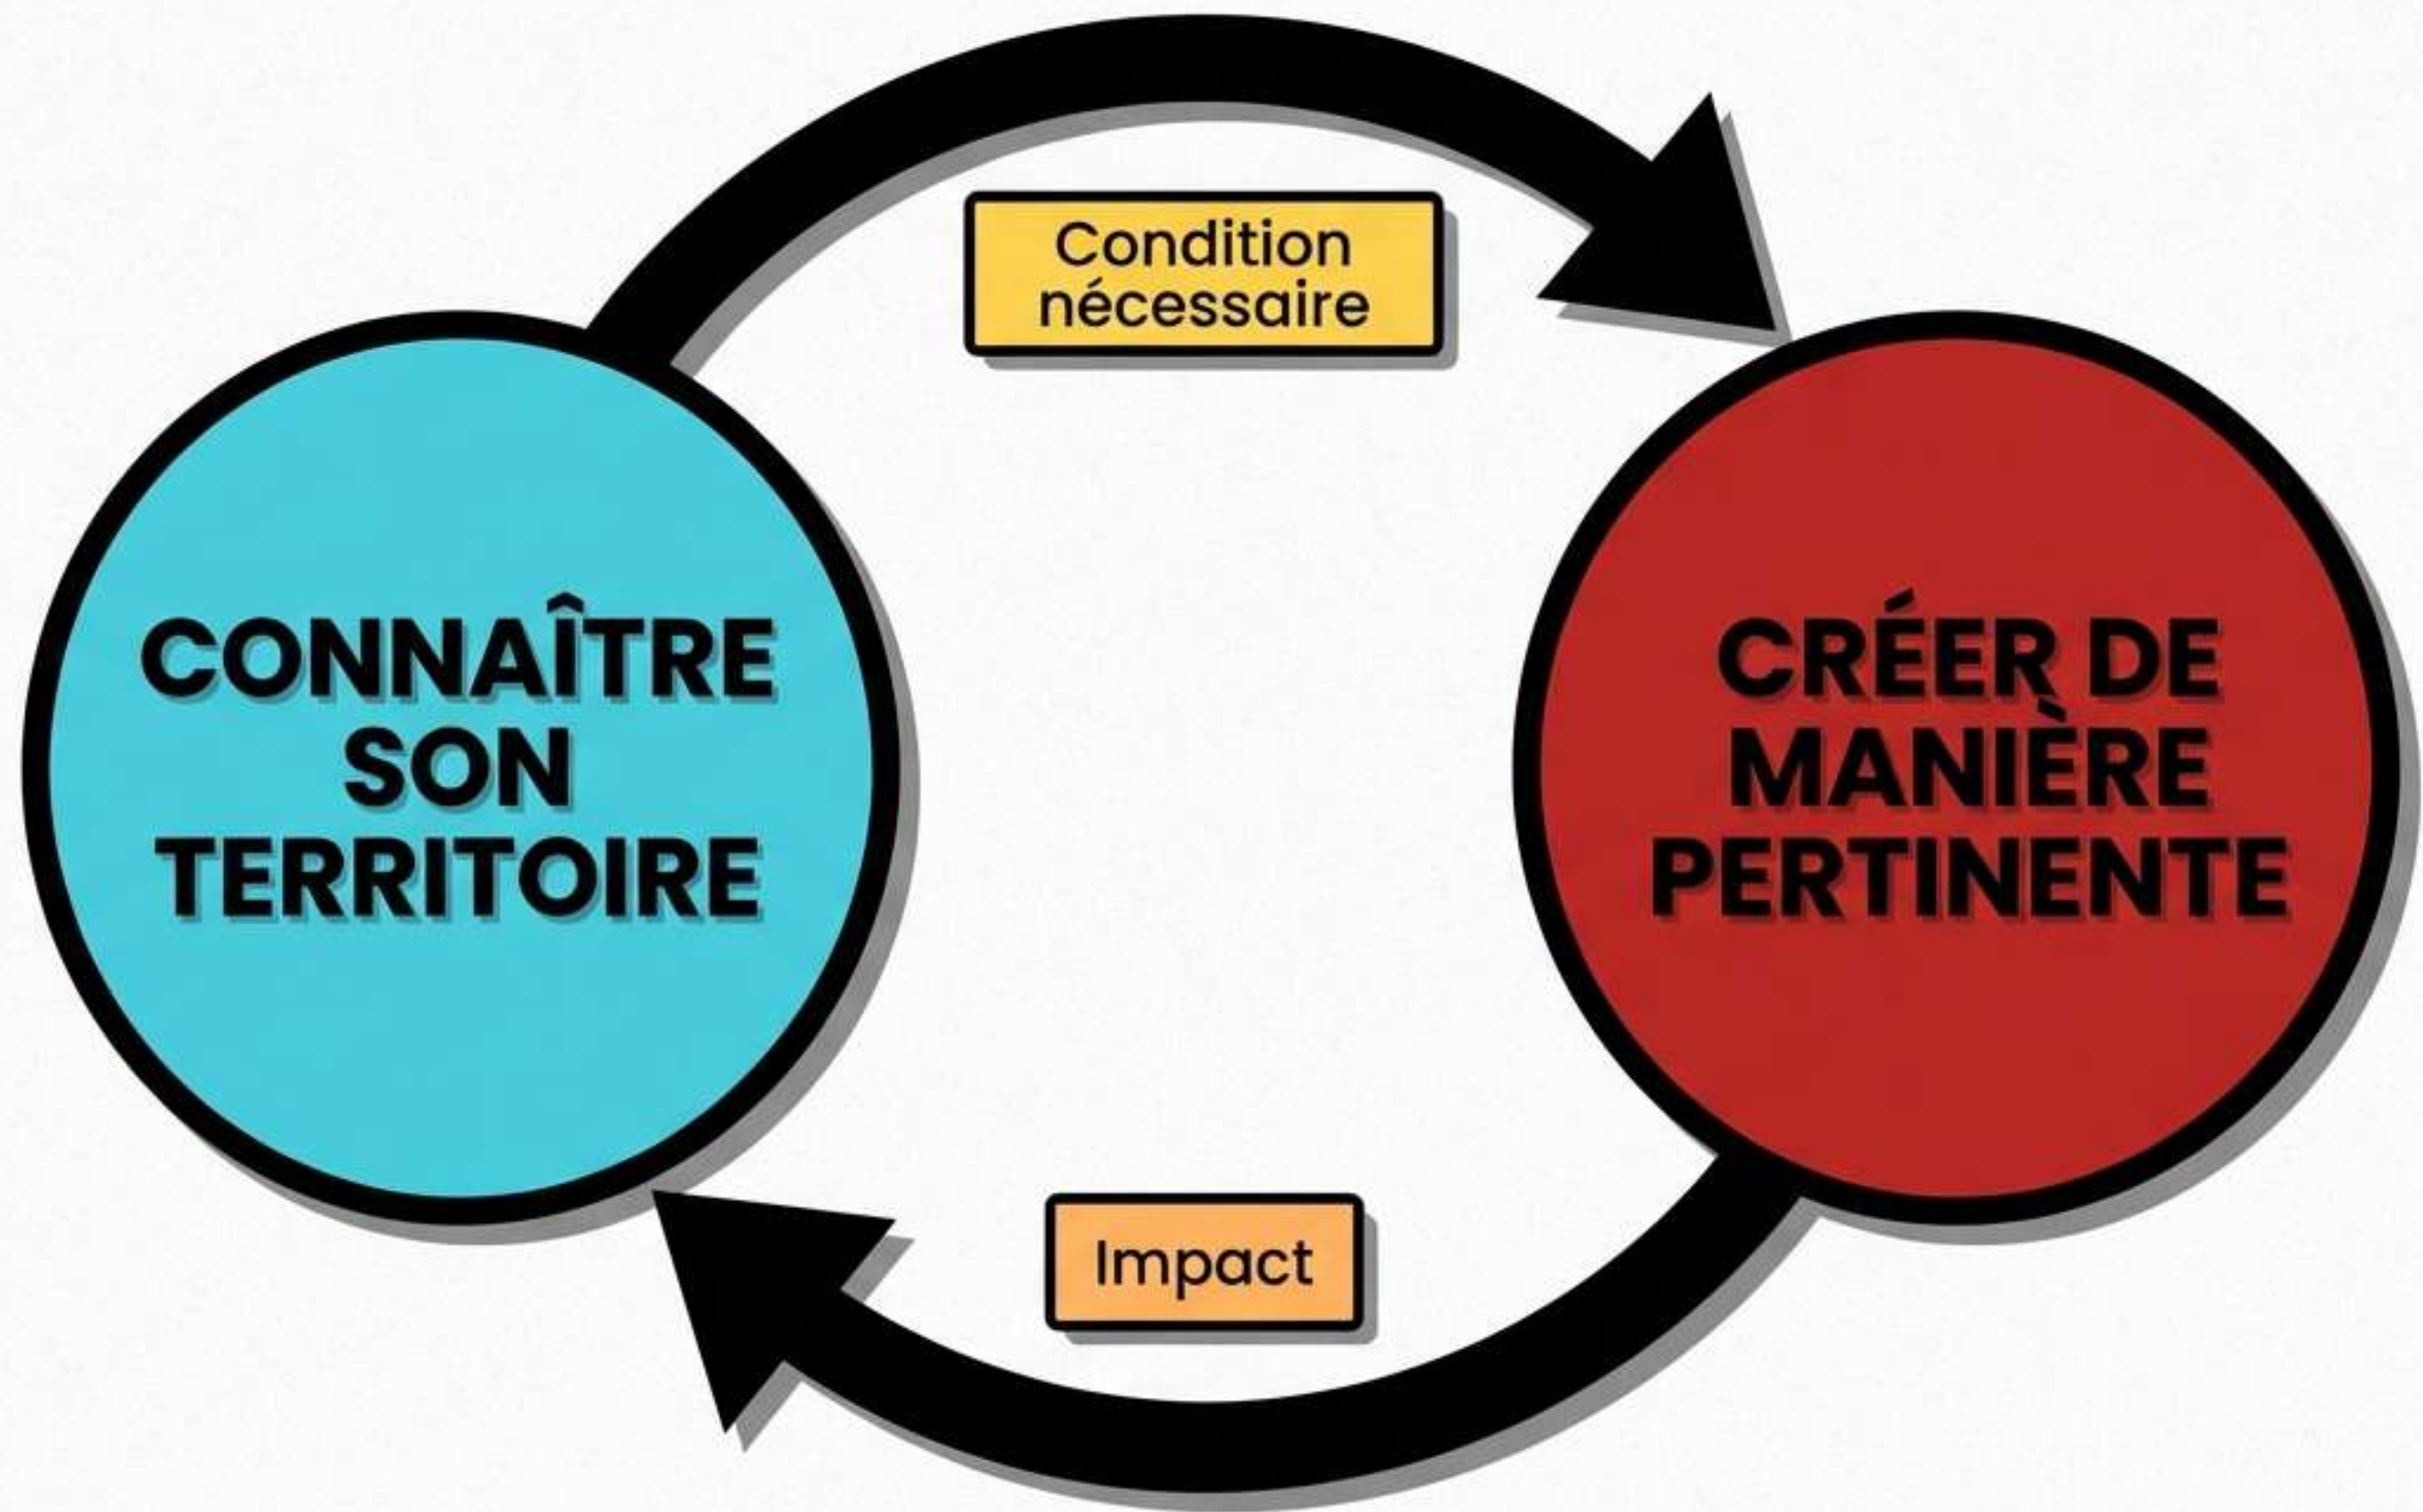 Condition
nécessaire
CONNAÎTRE
SON
TERRITOIRE
CRÉER DE
MANIÈRE
PERTINENTE
Impact